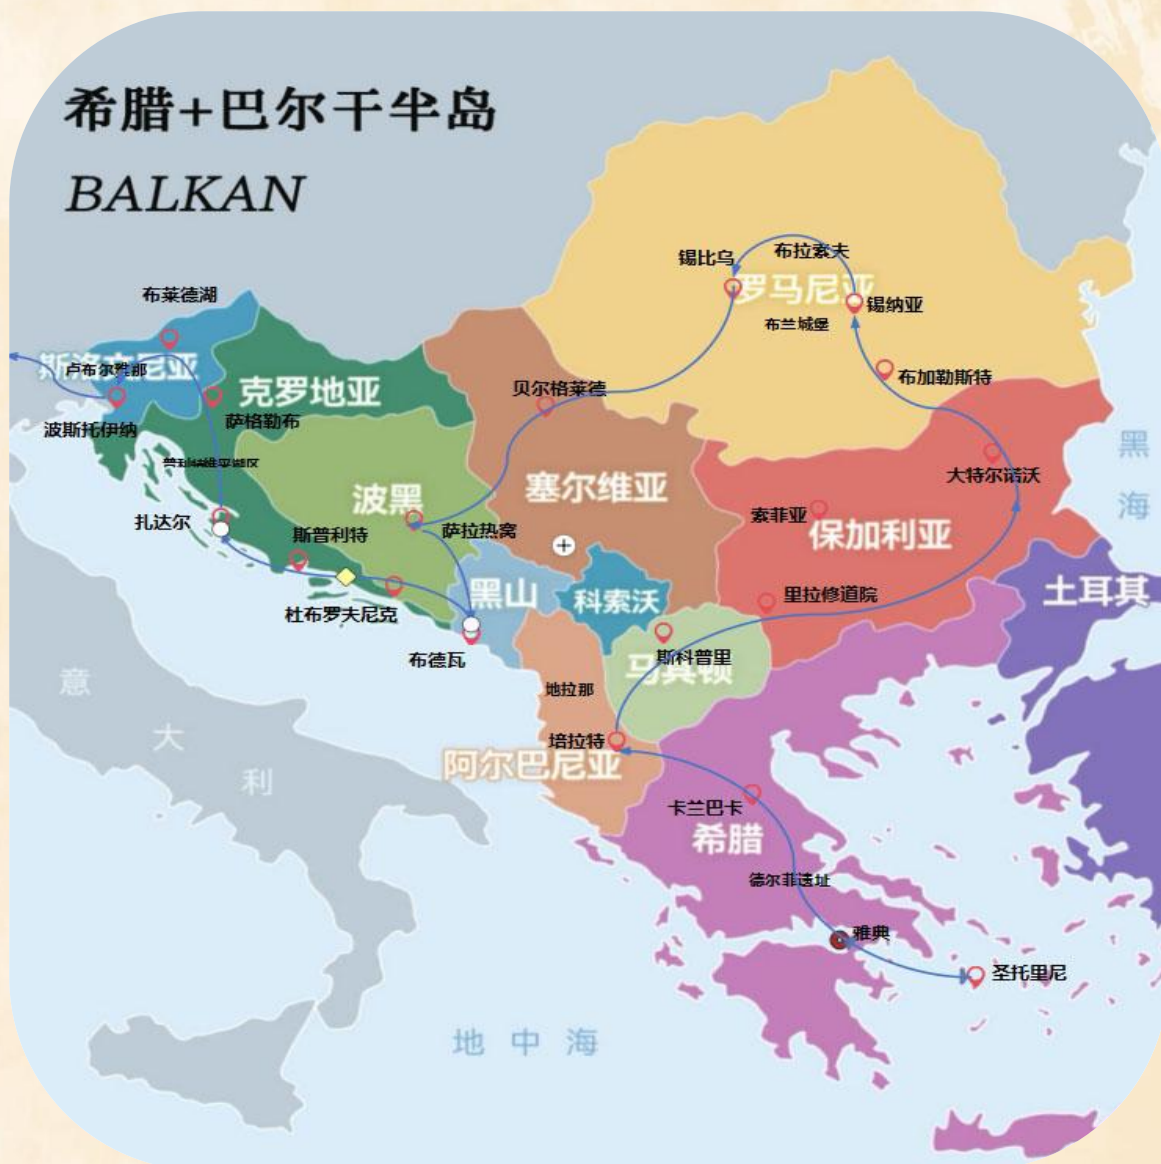 希腊+巴尔干半岛
BALKAN
锡比乌
布拉索夫
罗马尼亚
锡纳亚
布兰城堡
布莱德湖
斯洛文尼亚
卢布尔雅那
克罗地亚
贝尔格莱德
布加勒斯特
波斯托伊纳
萨格勒布
黑
海
普利特维采湖区
大特尔诺沃
塞尔维亚
波黑
扎达尔
斯普利特
萨拉热窝
索菲亚
保加利亚
黑山
科索沃
里拉修道院
土耳其
杜布罗夫尼克
布德瓦
斯科普里
马其顿
意
大
利
地拉那
培拉特
阿尔巴尼亚
卡兰巴卡
希腊
德尔菲遗址
雅典
圣托里尼
地中海